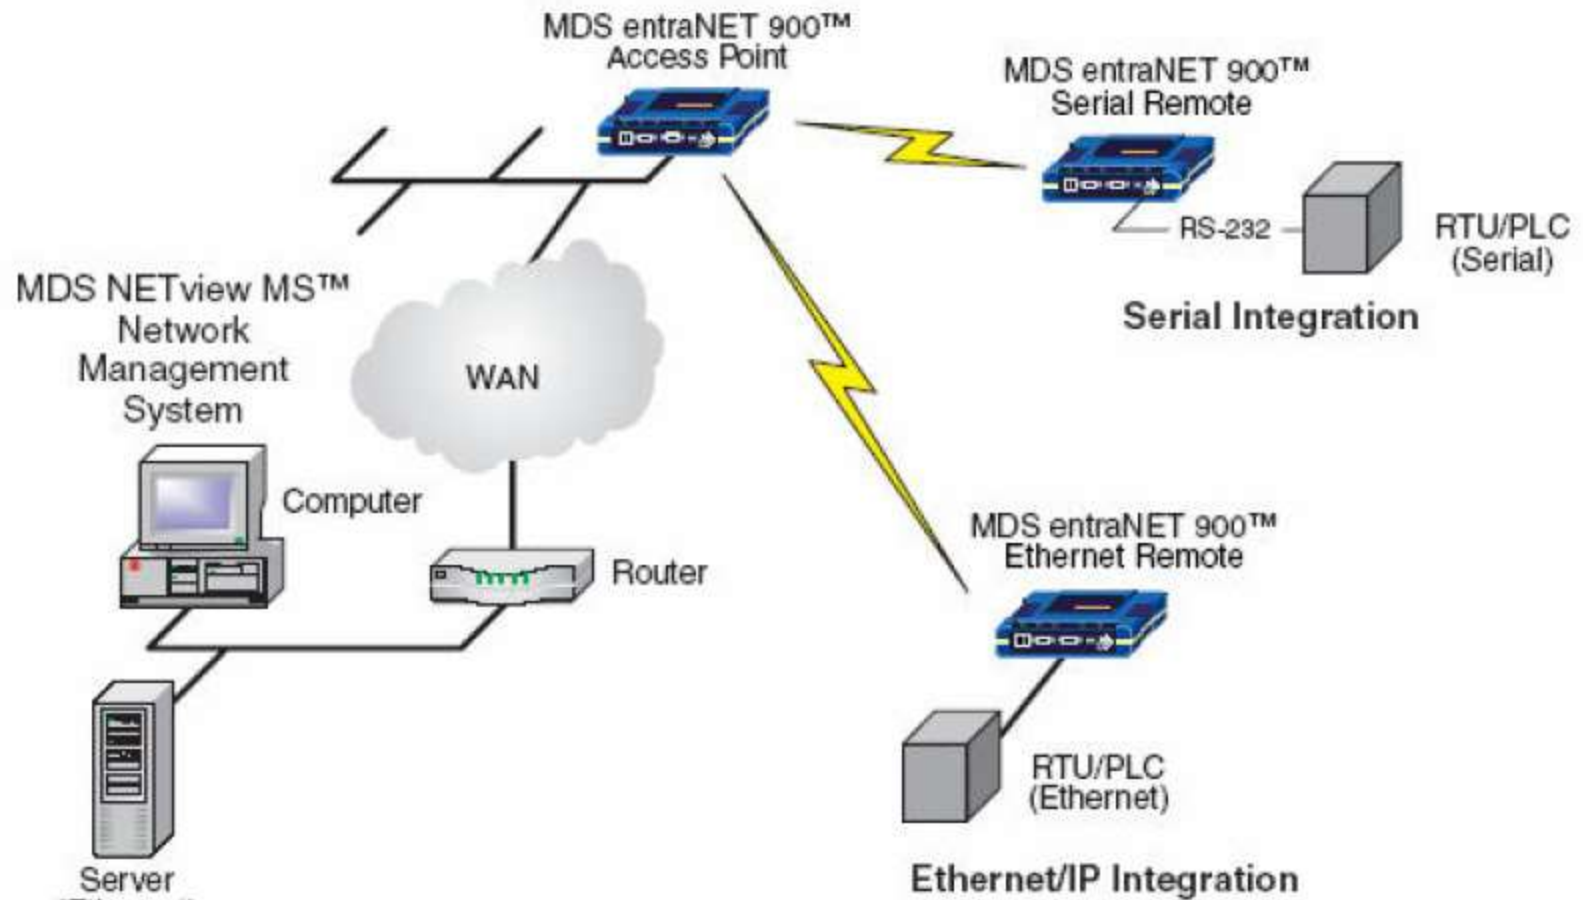 MDS entraNET 900™
Access Point
MDS entraNET 900™
Serial Remote
RS-232
RTU/PLC
(Serial)
Serial Integration
MDS NETview MS™
Network
Management
System
WAN
Computer
Router
MDS entraNET 900™
Ethernet Remote
RTU/PLC
(Ethernet)
Server
Ethernet/IP Integration